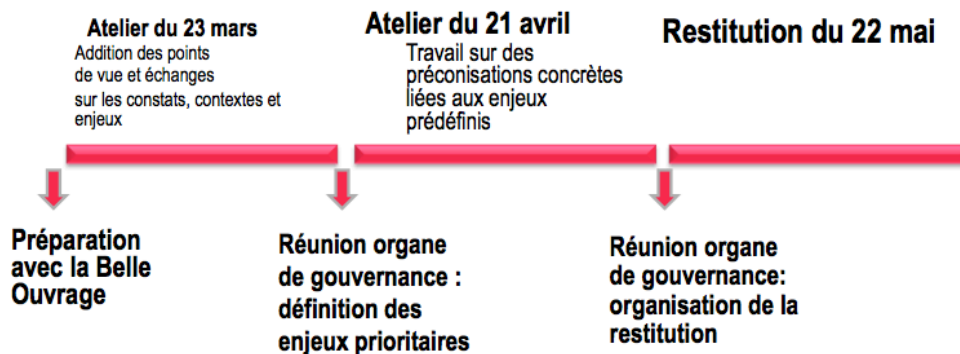 Atelier du 23 mars
Addition des points
de vue et échanges
sur les constats, contextes et
enjeux
Atelier du 21 avril
Travail sur des
préconisations concrètes
liées aux enjeux
prédéfinis
Restitution du 22 mai
Préparation
avec la Belle
Ouvrage
Réunion organe
de gouvernance :
définition des
enjeux prioritaires
Réunion organe
de gouvernance:
organisation de la
restitution